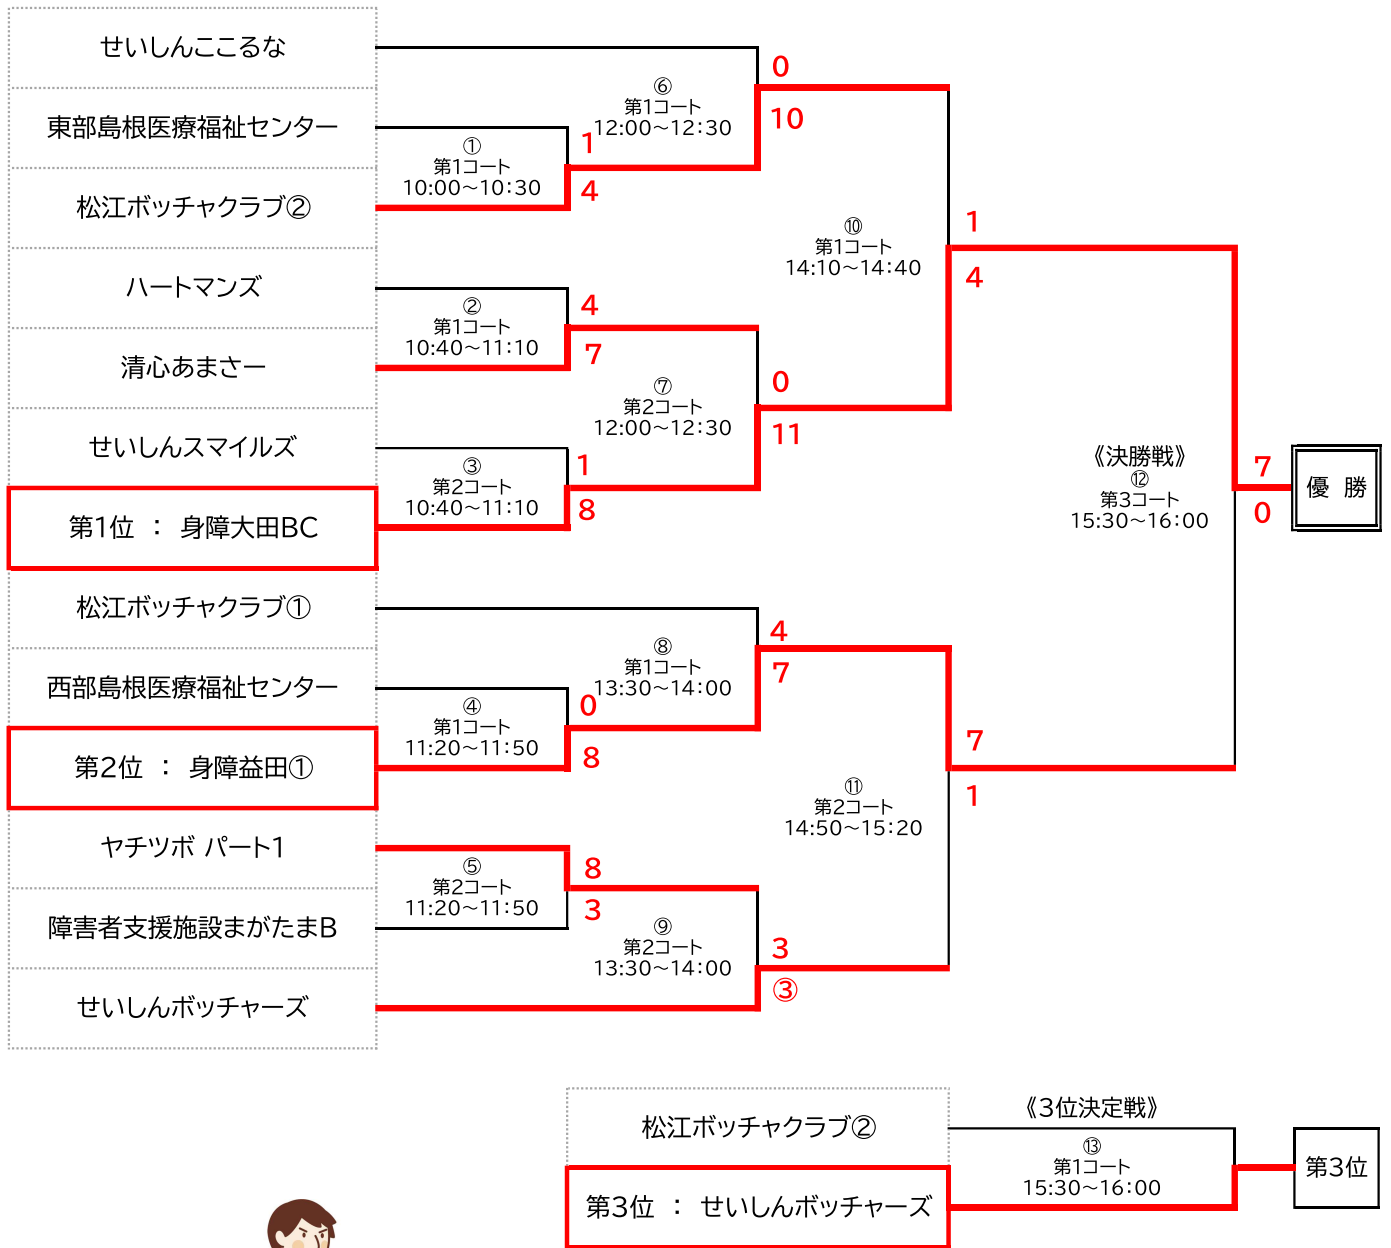 せいしんここるな
東部島根医療福祉センター
松江ボッチャクラブ②
ハートマンズ
清心あまさー
せいしんスマイルズ
第1位 : 身障大田BC
松江ボッチャクラブ①
西部島根医療福祉センター
第2位 : 身障益田①
ヤチツボ パート1
障害者支援施設まがたまB
せいしんボッチャーズ
①
第1コート
10:00～10:30
1
4
②
第1コート
10:40～11:10
4
7
③
第2コート
10:40～11:10
1
8
④
第1コート
11:20～11:50
0
8
⑤
第2コート
11:20～11:50
8
3
⑥
第1コート
12:00～12:30
0
10
⑦
第2コート
12:00～12:30
0
11
⑧
第1コート
13:30～14:00
4
7
⑨
第2コート
13:30～14:00
3
③
⑩
第1コート
14:10～14:40
1
4
⑪
第2コート
14:50～15:20
7
1
《決勝戦》
⑫
第3コート
15:30～16:00
7
0
優 勝
松江ボッチャクラブ②
第3位 : せいしんボッチャーズ
《3位決定戦》
⑬
第1コート
15:30～16:00
第3位